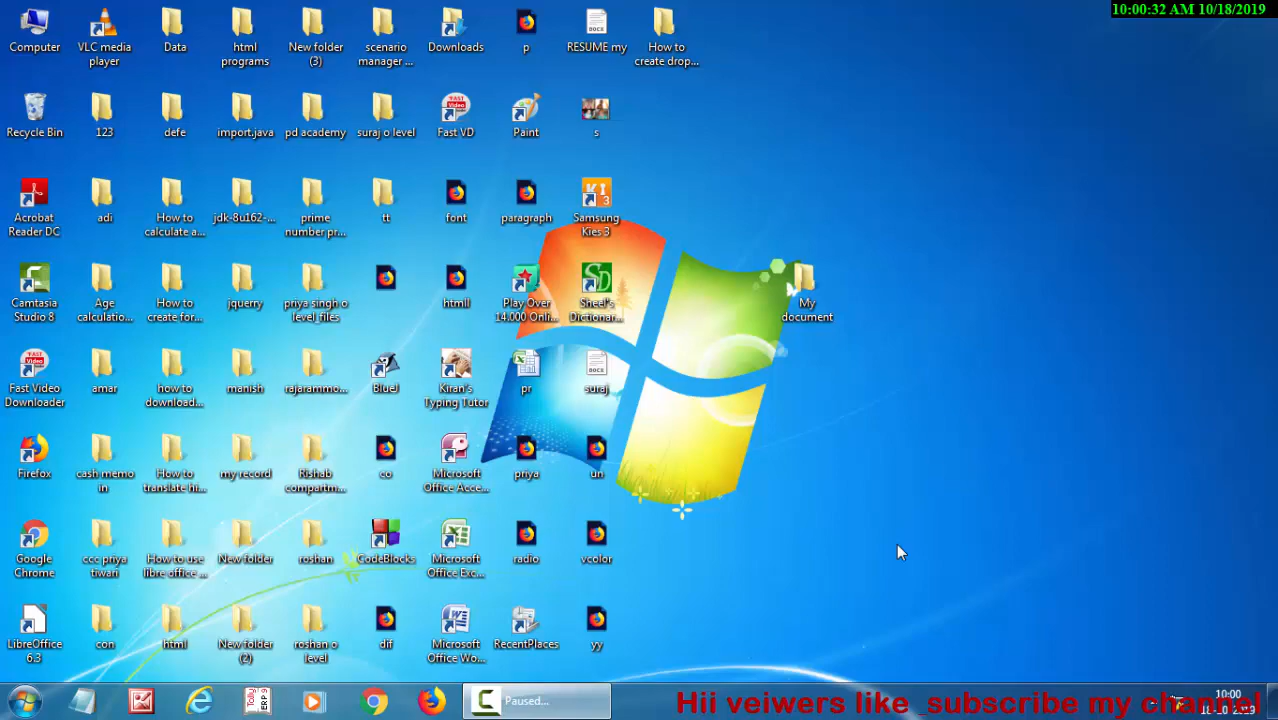 10:00:32 AM 10/18/2019
Computer
VLC media
player
Data
html
programs
New folder
(3)
scenario
manager ...
Downloads
p
RESUME my
How to
create drop...
Recycle Bin
123
defe
import.java
pd academy
suraj o level
Fast VD
Paint
s
Acrobat
Reader DC
adi
How to
calculate a...
jdk-8u162-...
prime
number pr...
tt
font
paragraph
Samsung
Kies 3
Camtasia
Studio 8
Age
calculatio...
How to
create for...
jquerry
priya singh o
level_files
htmll
Play Over
14.000 Onli...
Sheel's
Dictionar...
My
document
Fast Video
Downloader
amar
how to
download...
manish
rajarammo...
BlueJ
Kiran's
Typing Tutor
pr
suraj
Firefox
cash memo
in
How to
translate hi...
my record
Rishab
compartm...
co
Microsoft
Office Acce...
priya
un
Google
Chrome
ccc priya
tiwari
How to use
libre office ...
New folder
roshan
CodeBlocks
Microsoft
Office Exc...
radio
vcolor
LibreOffice
6.3
con
html
New folder
(2)
roshan o
level
dif
Microsoft
Office Wo...
RecentPlaces
yy
Paused...
Hii veiwers like _subscribe my channel
10:00